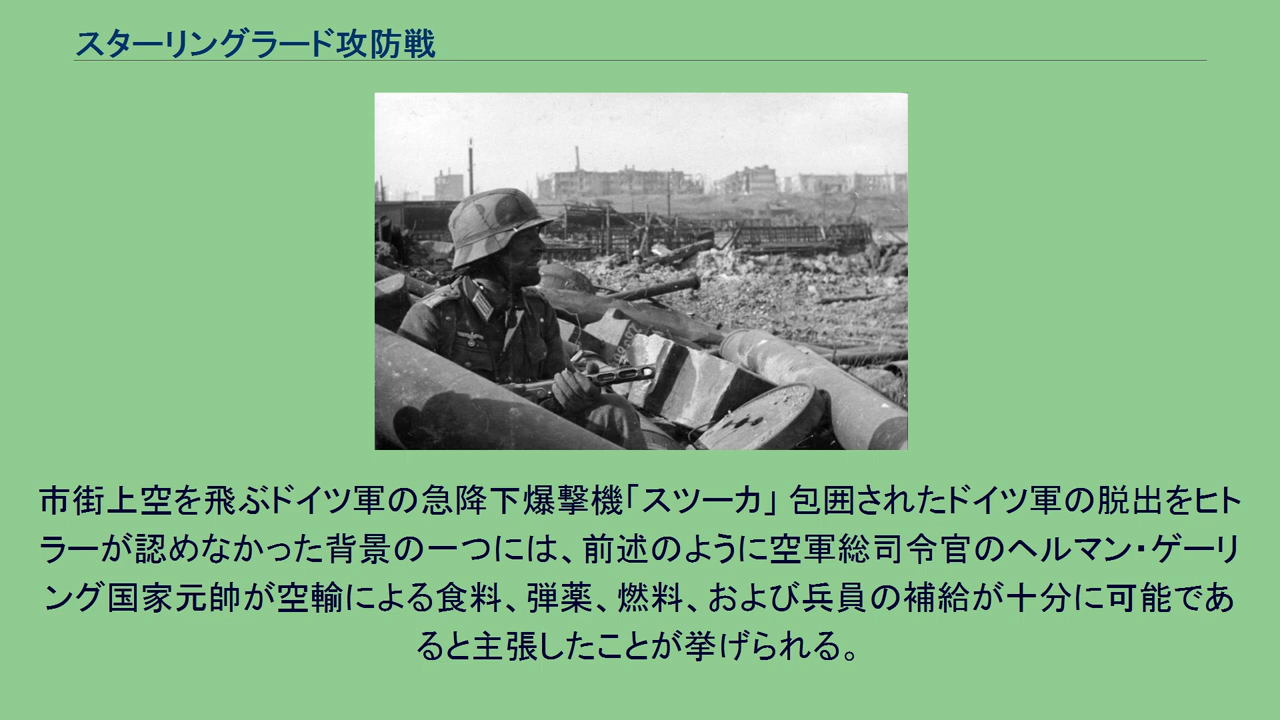 スターリングラード攻防戦
市街上空を飛ぶドイツ軍の急降下爆撃機「スツーカ」 包囲されたドイツ軍の脱出をヒト
ラーが認めなかった背景の一つには、前述のように空軍総司令官のヘルマン・ゲーリ
ング国家元帥が空輸による食料、弾薬、燃料、および兵員の補給が十分に可能であ
ると主張したことが挙げられる。